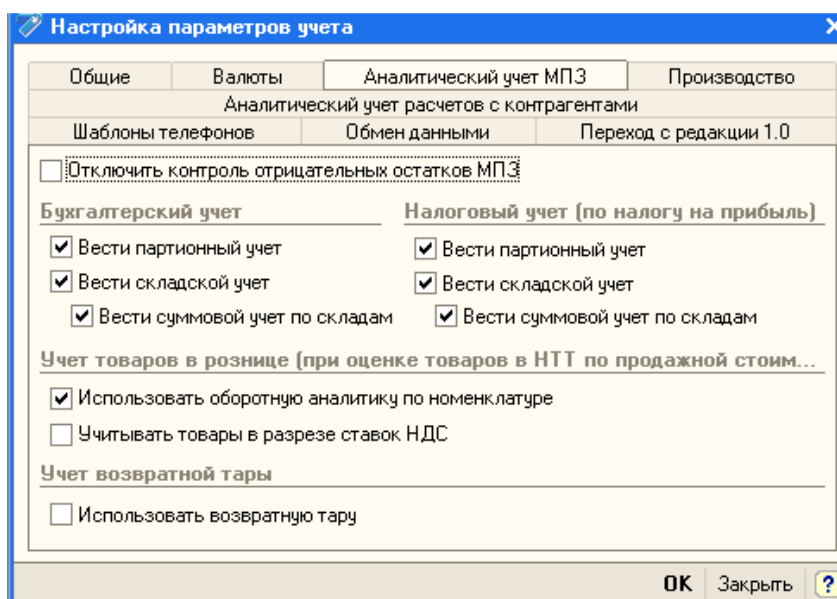 Настройка параметров учета
Общие Валюты Аналитический учет МПЗ Производство
Аналитический учет расчетов с контрагентами
Шаблоны телефонов Обмен данными Переход с редакции 1.0
Отключить контроль отрицательных остатков МПЗ
Бухгалтерский учет Налоговый учет (по налогу на прибыль)
Вести партионный учет Вести партионный учет
Вести складской учет Вести складской учет
Вести суммовой учет по складам Вести суммовой учет по складам
Учет товаров в рознице (при оценке товаров в НТТ по продажной стоим...
Использовать оборотную аналитику по номенклатуре
Учитывать товары в разрезе ставок НДС
Учет возвратной тары
Использовать возвратную тару
OK Закрыть ?